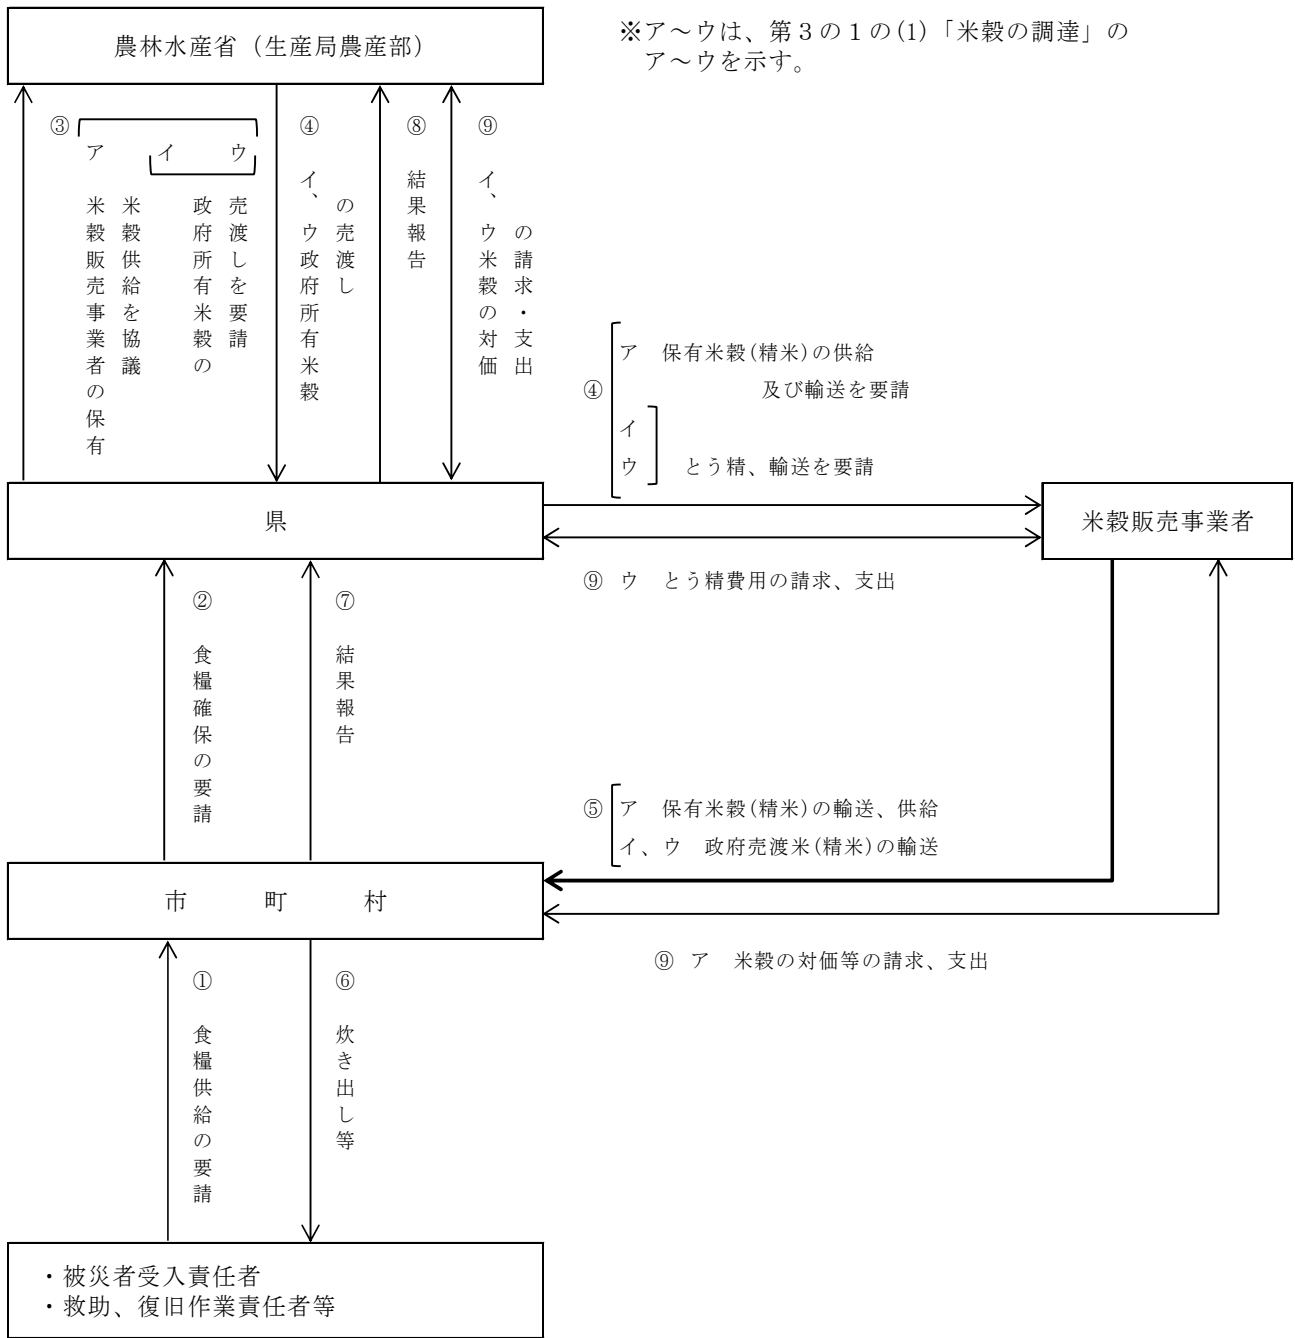 農林水産省（生産局農産部）
※ア～ウは、第３の１の(1)「米穀の調達」の
ア～ウを示す。
③
ア
イ
ウ
米穀販売事業者の保有
米穀供給を協議
政府所有米穀の
売渡しを要請
④
イ、ウ政府所有米穀
の売渡し
⑧
結果報告
⑨
イ、ウ米穀の対価
の請求・支出
④
ア　保有米穀(精米)の供給
及び輸送を要請
イ
ウ　とう精、輸送を要請
県
米穀販売事業者
⑨　ウ　とう精費用の請求、支出
②
食糧確保の要請
⑦
結果報告
⑤
ア　保有米穀(精米)の輸送、供給
イ、ウ　政府売渡米(精米)の輸送
市　町　村
⑨　ア　米穀の対価等の請求、支出
①
食糧供給の要請
⑥
炊き出し等
・被災者受入責任者
・救助、復旧作業責任者等